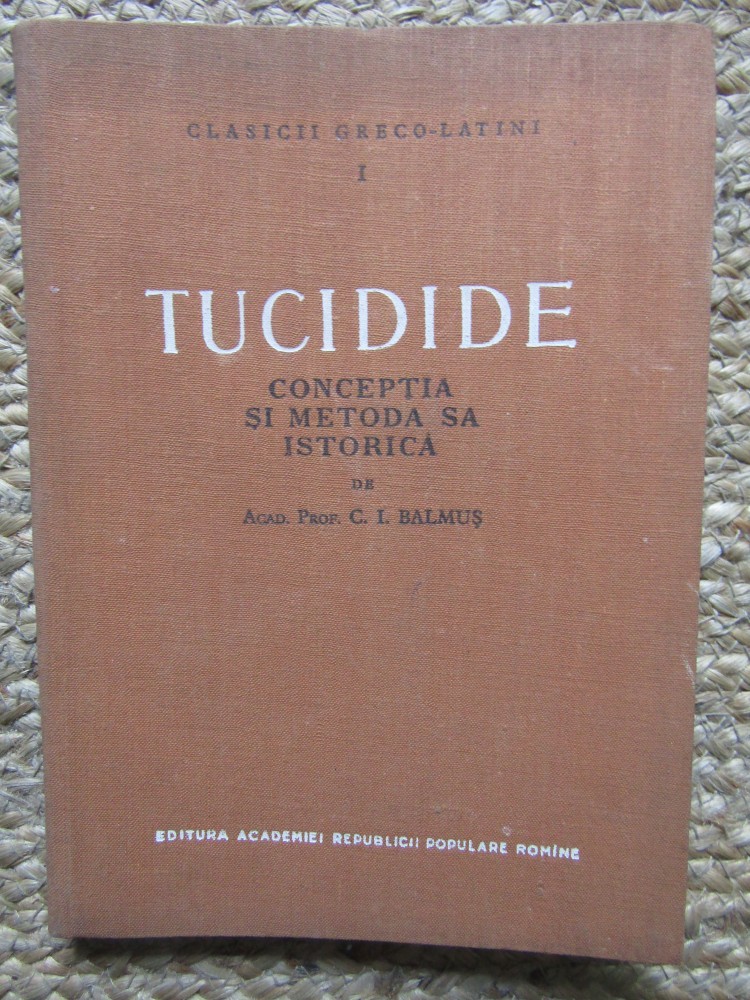 CLASICII GRECO-LATINI
I
TUCIDIDE
CONCEPȚIA
ȘI METODA SA
ISTORICĂ
DE
ACAD. PROF. C. I. BALMUȘ
EDITURA ACADEMIEI REPUBLICII POPULARE ROMÎNE